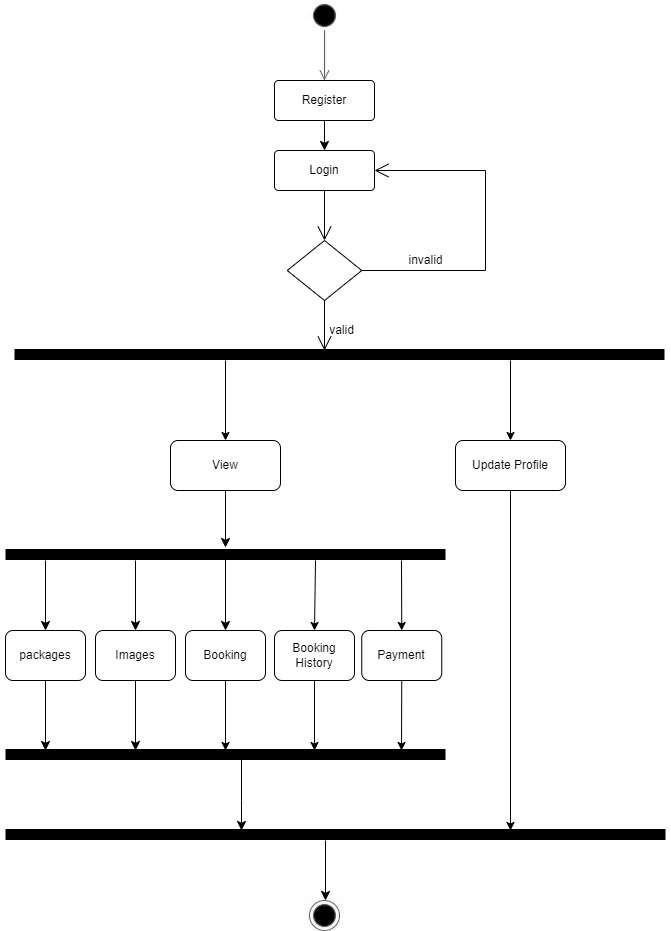 Register
Login
invalid
valid
View
Update Profile
packages
Images
Booking
Booking
History
Payment